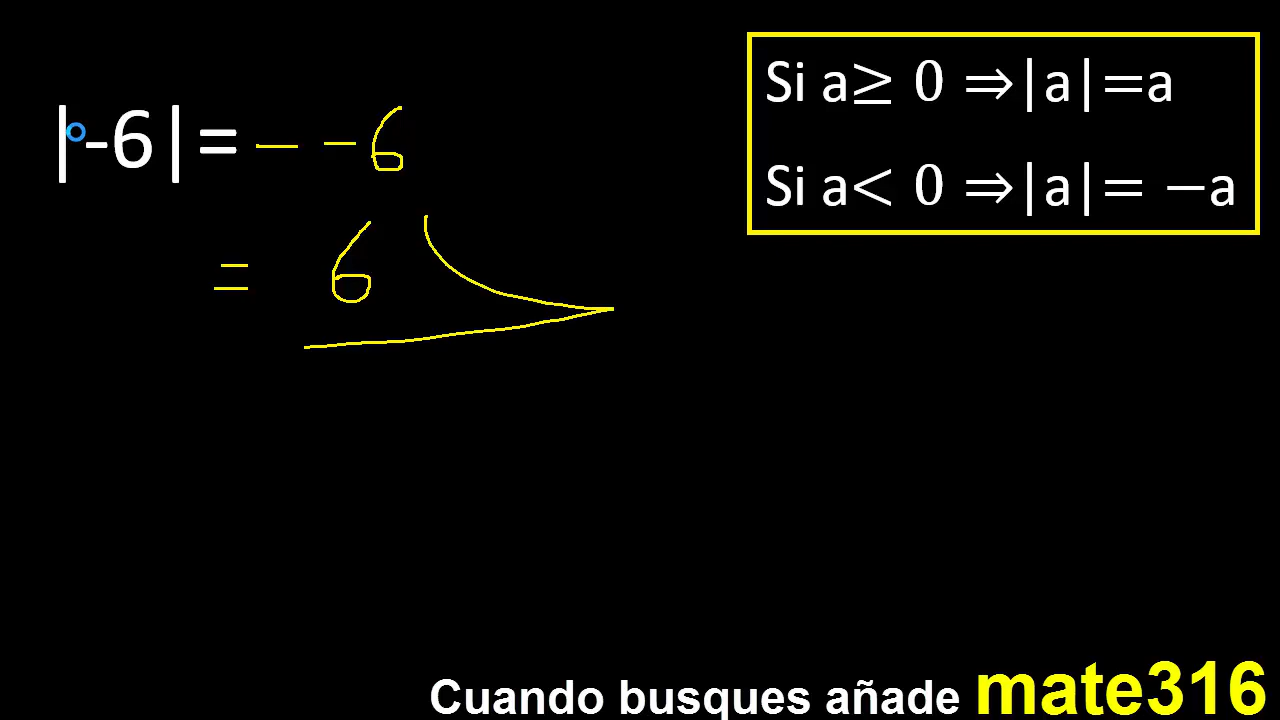 |-6|= - -6
= 6
Si a≥ 0 ⇒|a|=a
Si a< 0 ⇒|a|= −a
Cuando busques añade mate316